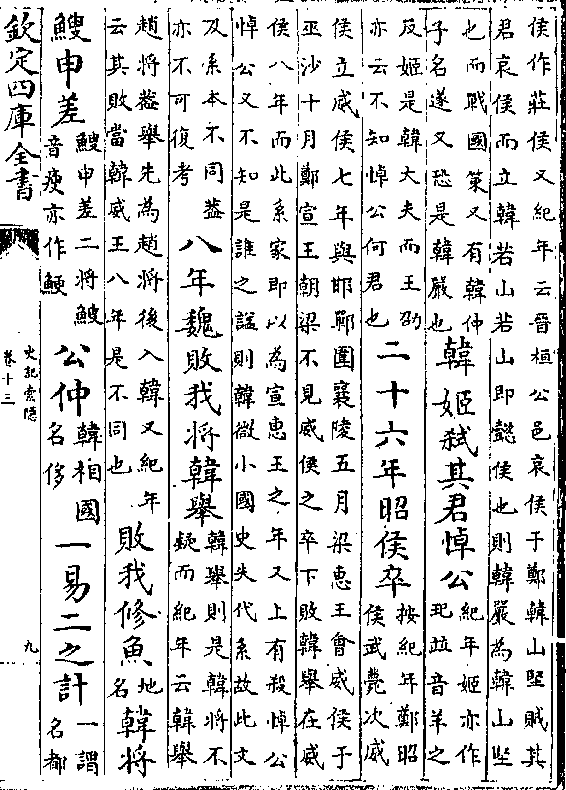 侯作莊侯又紀年云晉桓公邑哀侯于鄭韓山堅賊其
君哀侯而立韓若山若山即懿侯也則韓嚴為韓山堅
也而戰國策又有韓仲
子名遂又恐是韓嚴也
韓姬弒其君悼公
紀年姬亦作
玘竝音羊之
反姬是韓大夫而王劭
亦云不知悼公何君也
二十六年昭侯卒
按紀年鄭昭
侯武薨次威
侯立威侯七年與邯鄲圍襄陵五月梁惠王會威侯于
巫沙十月鄭宣王朝梁不見威侯之卒下敗韓舉在威
侯八年而此系家即以為宣惠王之年又上有殺悼公
悼公又不知是誰之諡則韓微小國史失代系故此文
及系本不同葢
亦不可復考
八年魏敗我將韓舉
韓舉則是韓將不
疑而紀年云韓舉
趙將葢舉先為趙將後入韓又紀年
云其敗當韓威王八年是不同也
敗我修魚
地
名
韓將
䱸申差
䱸申差二將䱸
音瘦亦作鯁
公仲
韓相國
名侈
一易二之計
一謂
名都
欽定四庫全書
史記索隱
卷十三
九